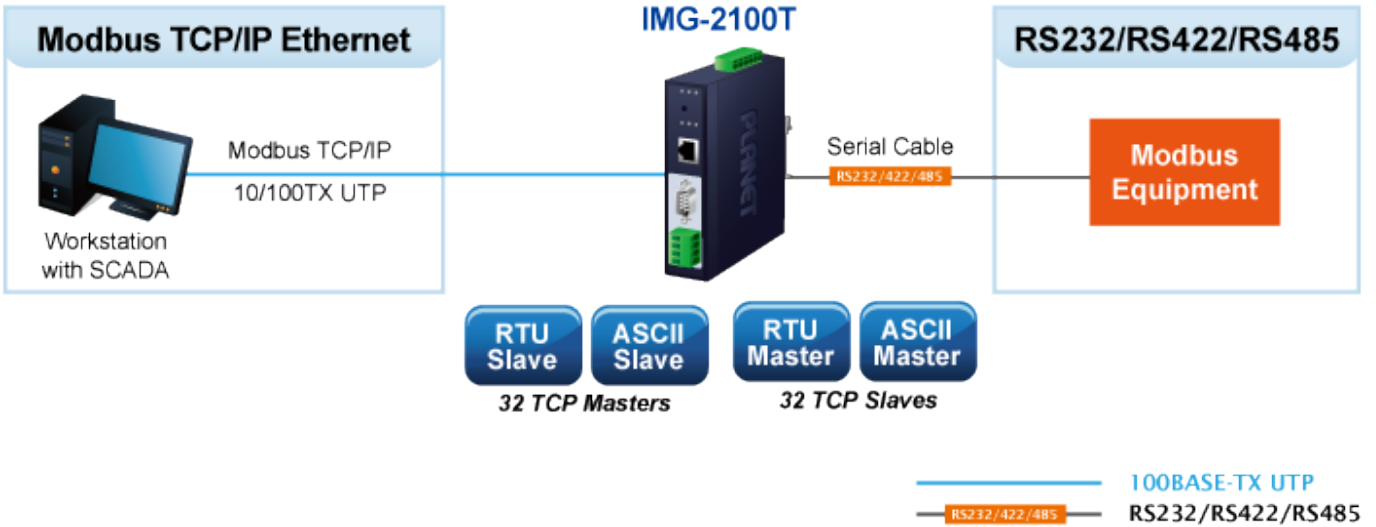 IMG-2100T
Modbus TCP/IP Ethernet
RS232/RS422/RS485
PLANET
Modbus TCP/IP
10/100TX UTP
Serial Cable
RS232/422/485
Modbus
Equipment
Workstation
with SCADA
RTU
Slave
ASCII
Slave
RTU
Master
ASCII
Master
32 TCP Masters
32 TCP Slaves
100BASE-TX UTP
RS232/422/485
RS232/RS422/RS485